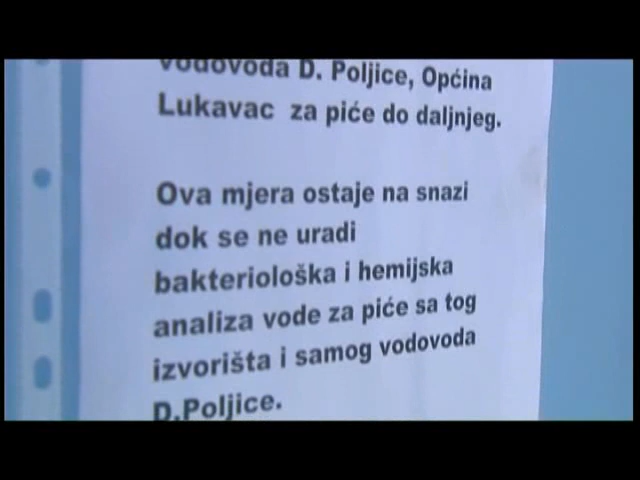 vodovoda D. Poljice, Općina
Lukavac za piće do daljnjeg.
Ova mjera ostaje na snazi
dok se ne uradi
bakteriološka i hemijska
analiza vode za piće sa tog
izvorišta i samog vodovoda
D.Poljice.